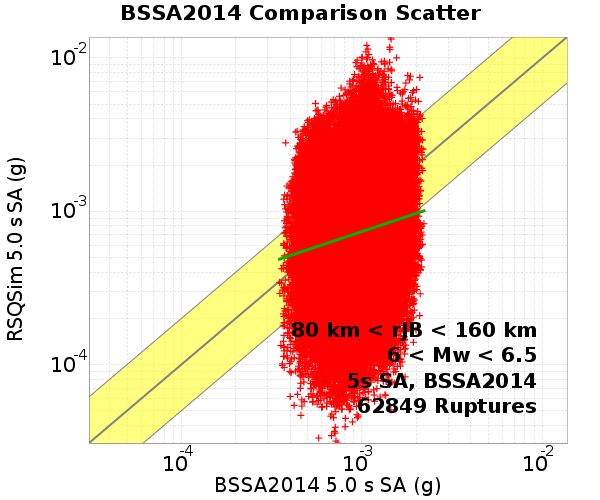 BSSA2014 Comparison Scatter
10-2
10-3
10-4
RSQSim 5.0 s SA (g)
80 km < rJB < 160 km
6 < Mw < 6.5
5s SA, BSSA2014
62849 Ruptures
10-4
10-3
10-2
BSSA2014 5.0 s SA (g)